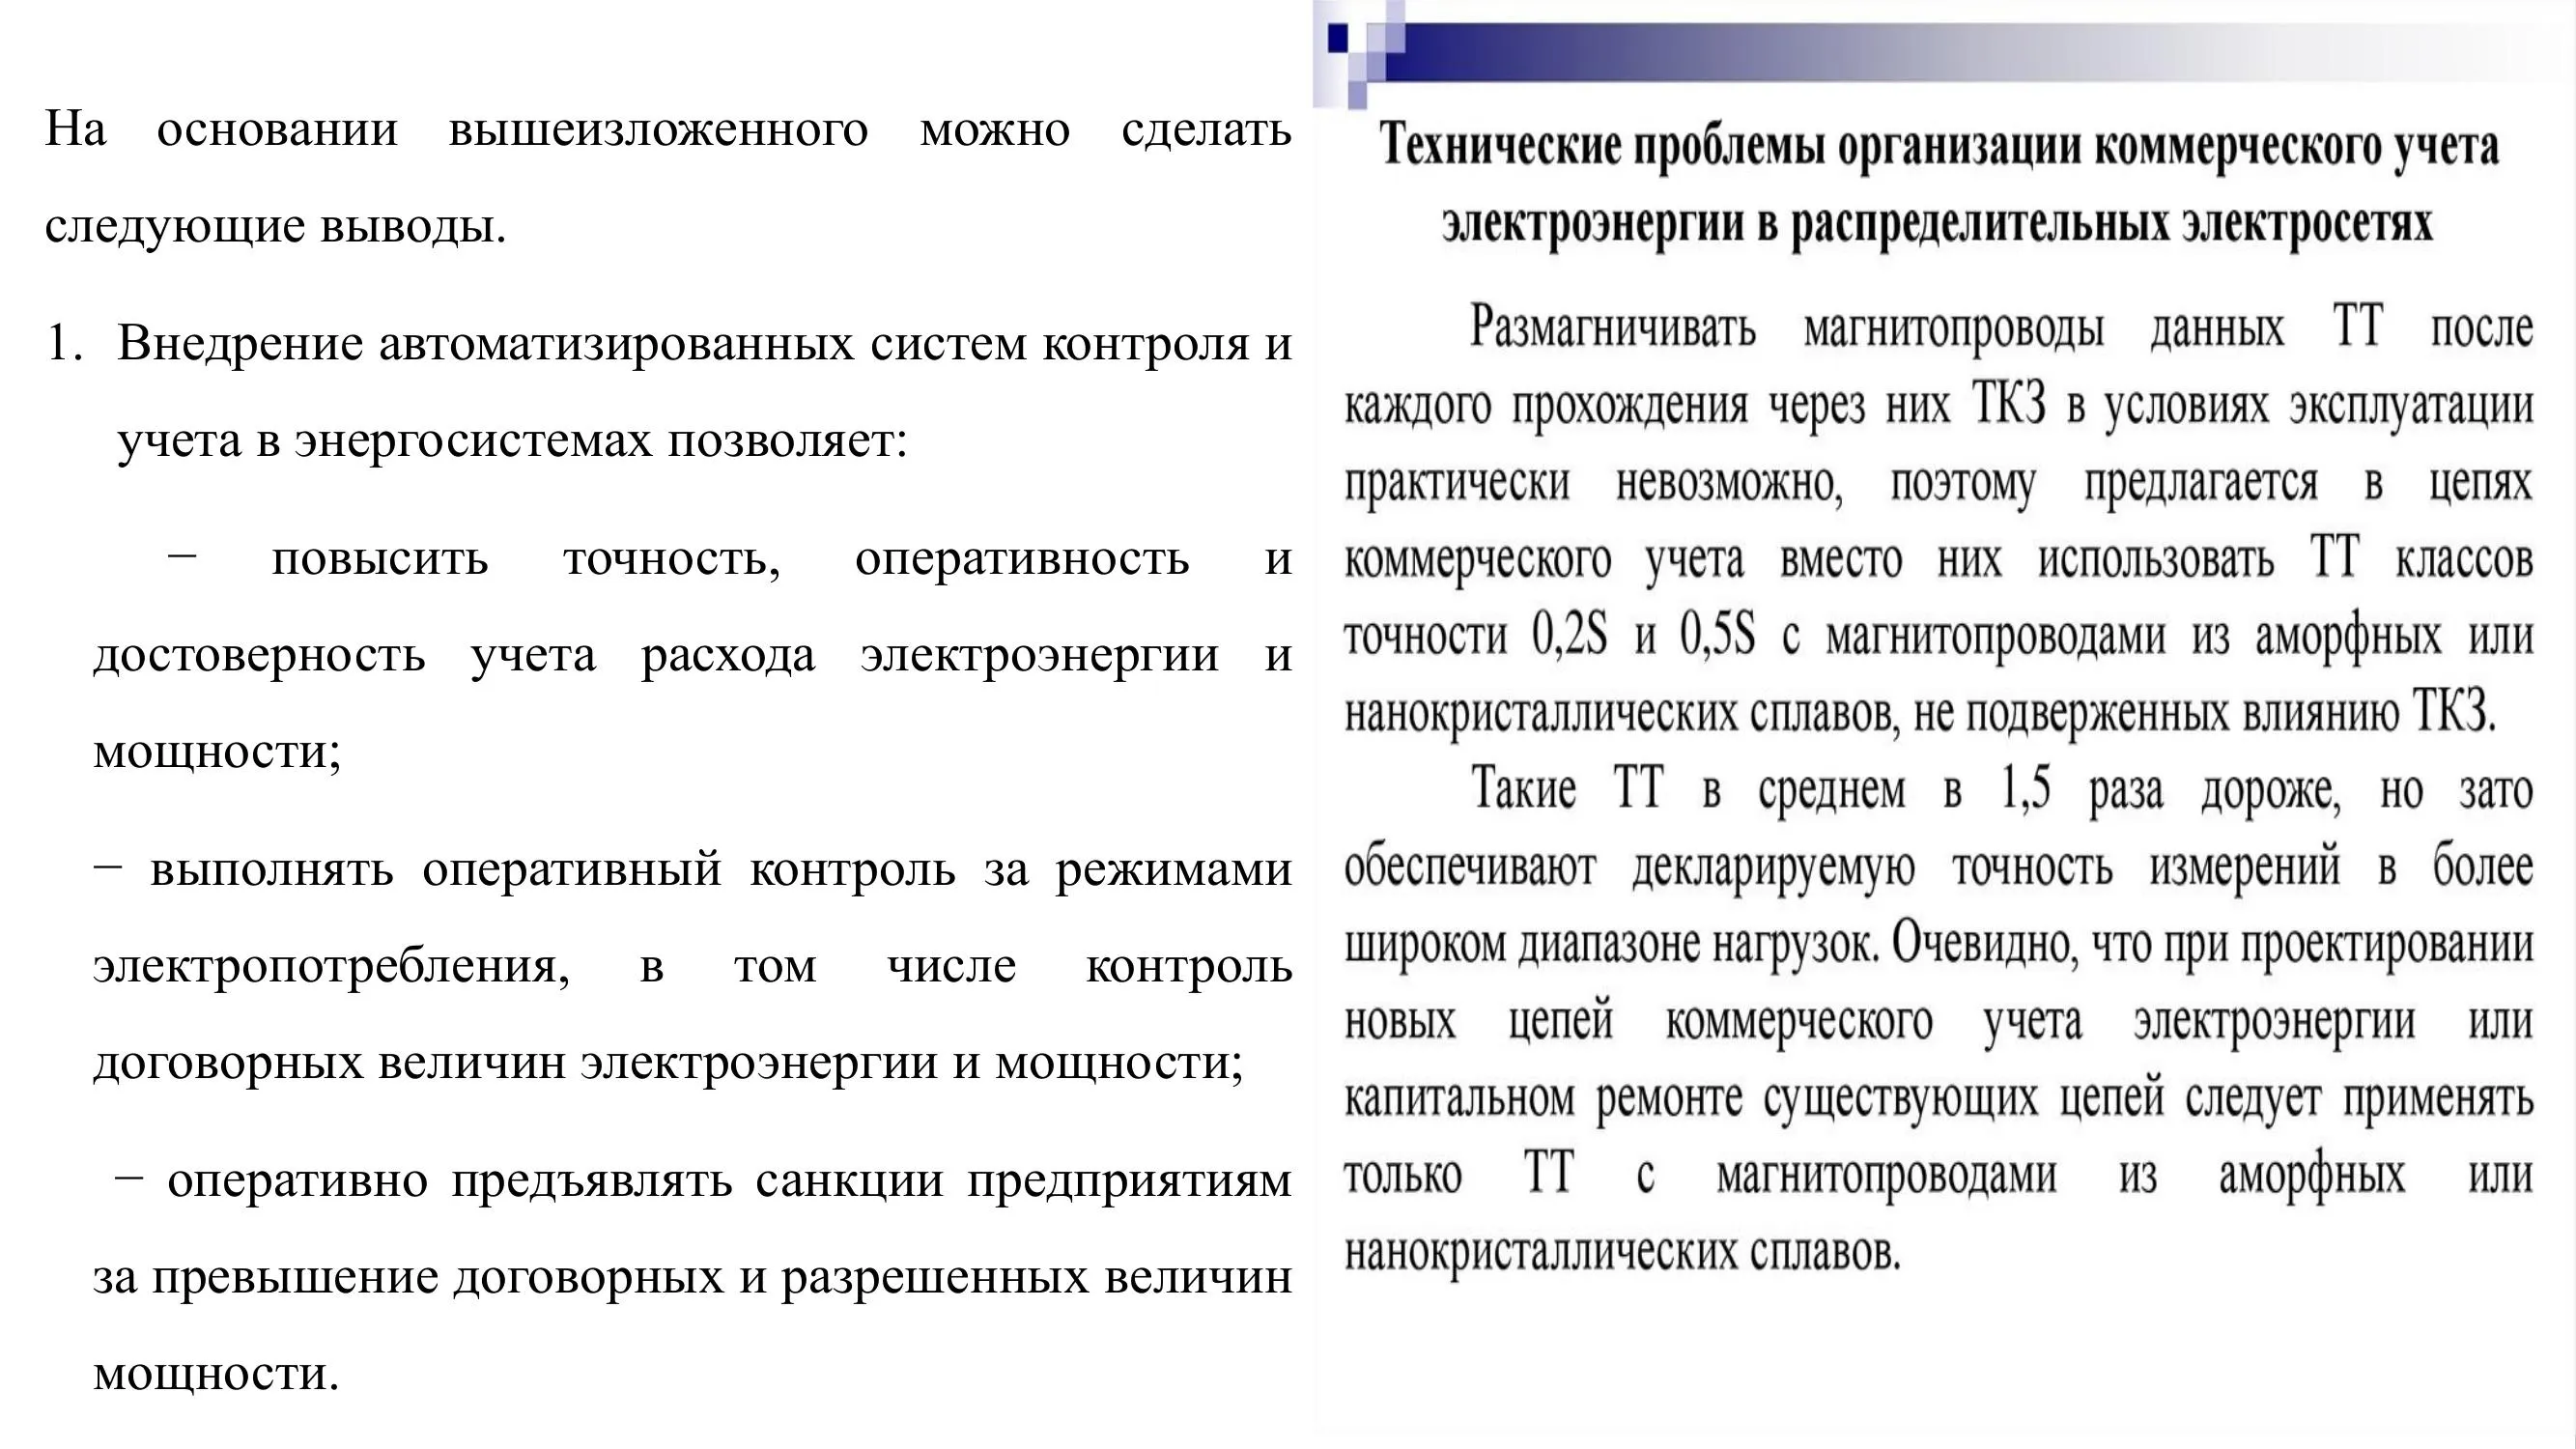 На основании вышеизложенного можно сделать
следующие выводы.
1. Внедрение автоматизированных систем контроля и
учета в энергосистемах позволяет:
− повысить точность, оперативность и
достоверность учета расхода электроэнергии и
мощности;
− выполнять оперативный контроль за режимами
электропотребления, в том числе контроль
договорных величин электроэнергии и мощности;
− оперативно предъявлять санкции предприятиям
за превышение договорных и разрешенных величин
мощности.
Технические проблемы организации коммерческого учета
электроэнергии в распределительных электросетях
Размагничивать магнитопроводы данных ТТ после
каждого прохождения через них ТКЗ в условиях эксплуатации
практически невозможно, поэтому предлагается в цепях
коммерческого учета вместо них использовать ТТ классов
точности 0,2S и 0,5S с магнитопроводами из аморфных или
нанокристаллических сплавов, не подверженных влиянию ТКЗ.
Такие ТТ в среднем в 1,5 раза дороже, но зато
обеспечивают декларируемую точность измерений в более
широком диапазоне нагрузок. Очевидно, что при проектировании
новых цепей коммерческого учета электроэнергии или
капитальном ремонте существующих цепей следует применять
только ТТ с магнитопроводами из аморфных или
нанокристаллических сплавов.